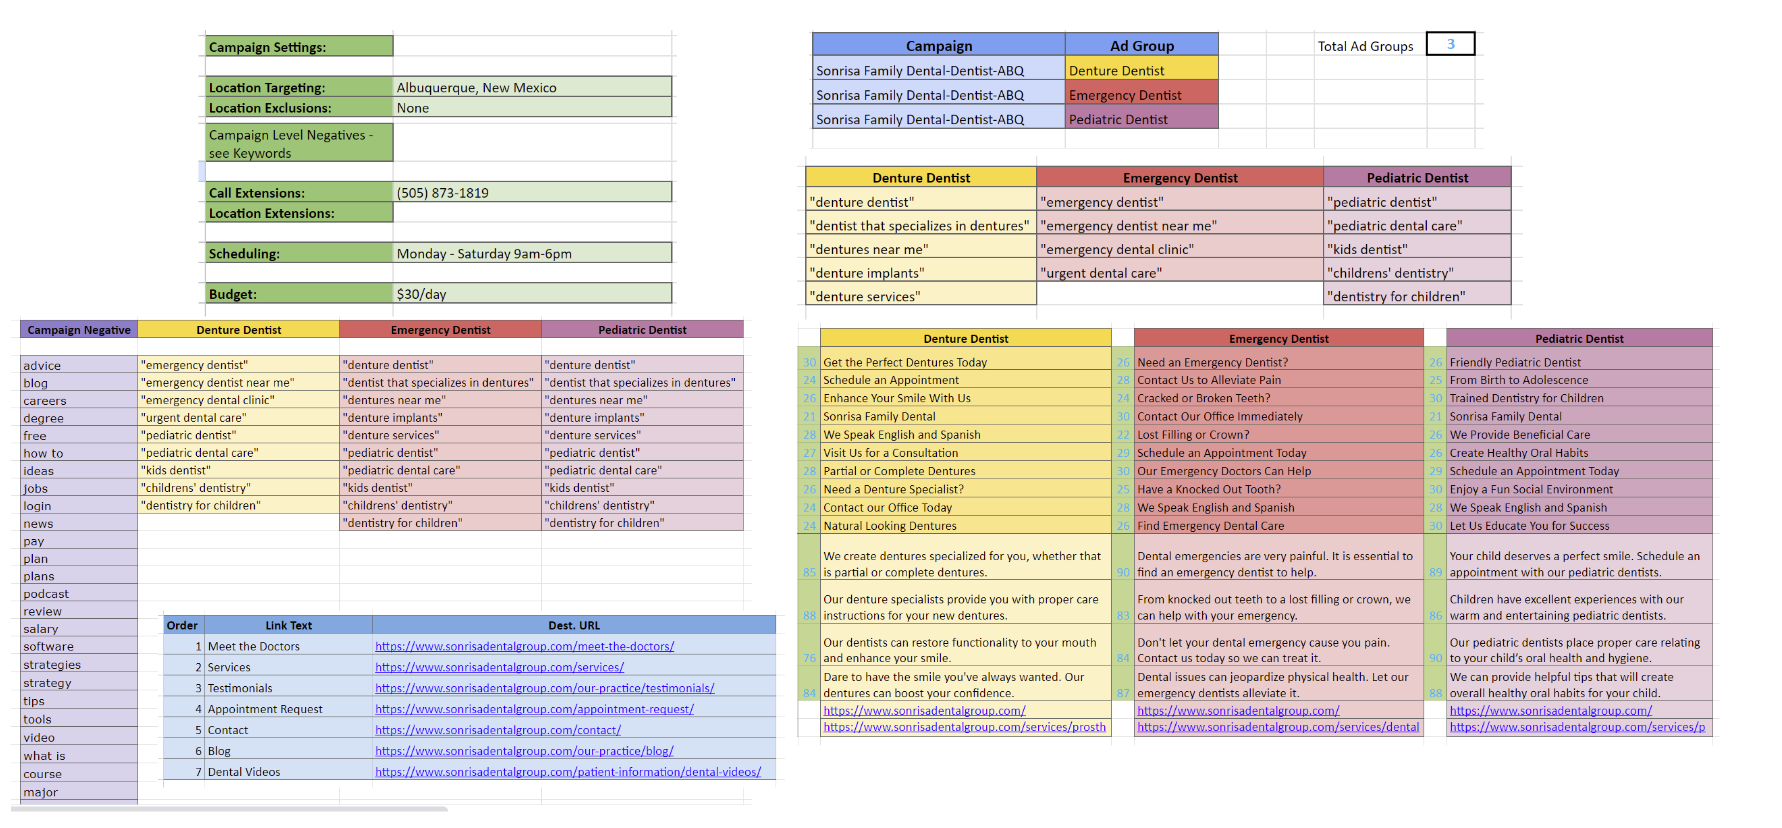 Campaign Settings:
Location Targeting: Albuquerque, New Mexico
Location Exclusions: None
Campaign Level Negatives -
see Keywords
Call Extensions: (505) 873-1819
Location Extensions:
Scheduling: Monday - Saturday 9am-6pm
Budget: $30/day
Campaign Ad Group Total Ad Groups 3
Sonrisa Family Dental-Dentist-ABQ Denture Dentist
Sonrisa Family Dental-Dentist-ABQ Emergency Dentist
Sonrisa Family Dental-Dentist-ABQ Pediatric Dentist
Denture Dentist Emergency Dentist Pediatric Dentist
"denture dentist" "emergency dentist" "pediatric dentist"
"dentist that specializes in dentures" "emergency dentist near me" "pediatric dental care"
"dentures near me" "emergency dental clinic" "kids dentist"
"denture implants" "urgent dental care" "childrens' dentistry"
"denture services" "dentistry for children"
Campaign Negative Denture Dentist Emergency Dentist Pediatric Dentist
advice "emergency dentist" "denture dentist" "denture dentist"
blog "emergency dentist near me" "dentist that specializes in dentures" "dentist that specializes in dentures"
careers "emergency dental clinic" "dentures near me" "dentures near me"
degree "urgent dental care" "denture implants" "denture implants"
free "pediatric dentist" "denture services" "denture services"
how to "pediatric dental care" "pediatric dentist" "pediatric dentist"
ideas "kids dentist" "pediatric dental care" "pediatric dental care"
jobs "childrens' dentistry" "kids dentist" "kids dentist"
login "dentistry for children" "childrens' dentistry" "childrens' dentistry"
news "dentistry for children" "dentistry for children"
pay
plan
plans
podcast
review
salary
software
strategies
strategy
tips
tools
video
what is
course
major
Order Link Text Dest. URL
1 Meet the Doctors https://www.sonrisadentalgroup.com/meet-the-doctors/
2 Services https://www.sonrisadentalgroup.com/services/
3 Testimonials https://www.sonrisadentalgroup.com/our-practice/testimonials/
4 Appointment Request https://www.sonrisadentalgroup.com/appointment-request/
5 Contact https://www.sonrisadentalgroup.com/contact/
6 Blog https://www.sonrisadentalgroup.com/our-practice/blog/
7 Dental Videos https://www.sonrisadentalgroup.com/patient-information/dental-videos/
Denture Dentist Emergency Dentist Pediatric Dentist
30 Get the Perfect Dentures Today 26 Need an Emergency Dentist? 26 Friendly Pediatric Dentist
24 Schedule an Appointment 28 Contact Us to Alleviate Pain 25 From Birth to Adolescence
26 Enhance Your Smile With Us 24 Cracked or Broken Teeth? 30 Trained Dentistry for Children
21 Sonrisa Family Dental 30 Contact Our Office Immediately 21 Sonrisa Family Dental
28 We Speak English and Spanish 22 Lost Filling or Crown? 26 We Provide Beneficial Care
27 Visit Us for a Consultation 29 Schedule an Appointment Today 26 Create Healthy Oral Habits
28 Partial or Complete Dentures 30 Our Emergency Doctors Can Help 29 Schedule an Appointment Today
26 Need a Denture Specialist? 25 Have a Knocked Out Tooth? 30 Enjoy a Fun Social Environment
24 Contact our Office Today 28 We Speak English and Spanish 28 We Speak English and Spanish
24 Natural Looking Dentures 26 Find Emergency Dental Care 30 Let Us Educate You for Success
We create dentures specialized for you, whether that Dental emergencies are very painful. It is essential to Your child deserves a perfect smile. Schedule an
85 is partial or complete dentures. 90 find an emergency dentist to help. 89 appointment with our pediatric dentists.
Our denture specialists provide you with proper care From knocked out teeth to a lost filling or crown, we Children have excellent experiences with our
88 instructions for your new dentures. 83 can help with your emergency. 86 warm and entertaining pediatric dentists.
Our dentists can restore functionality to your mouth Don't let your dental emergency cause you pain. Our pediatric dentists place proper care relating
76 and enhance your smile. 84 Contact us today so we can treat it. 90 to your child's oral health and hygiene.
Dare to have the smile you've always wanted. Our Dental issues can jeopardize physical health. Let our We can provide helpful tips that will create
84 dentures can boost your confidence. 87 emergency dentists alleviate it. 88 overall healthy oral habits for your child.
https://www.sonrisadentalgroup.com/ https://www.sonrisadentalgroup.com/ https://www.sonrisadentalgroup.com/
https://www.sonrisadentalgroup.com/services/prosth https://www.sonrisadentalgroup.com/services/dental https://www.sonrisadentalgroup.com/services/p